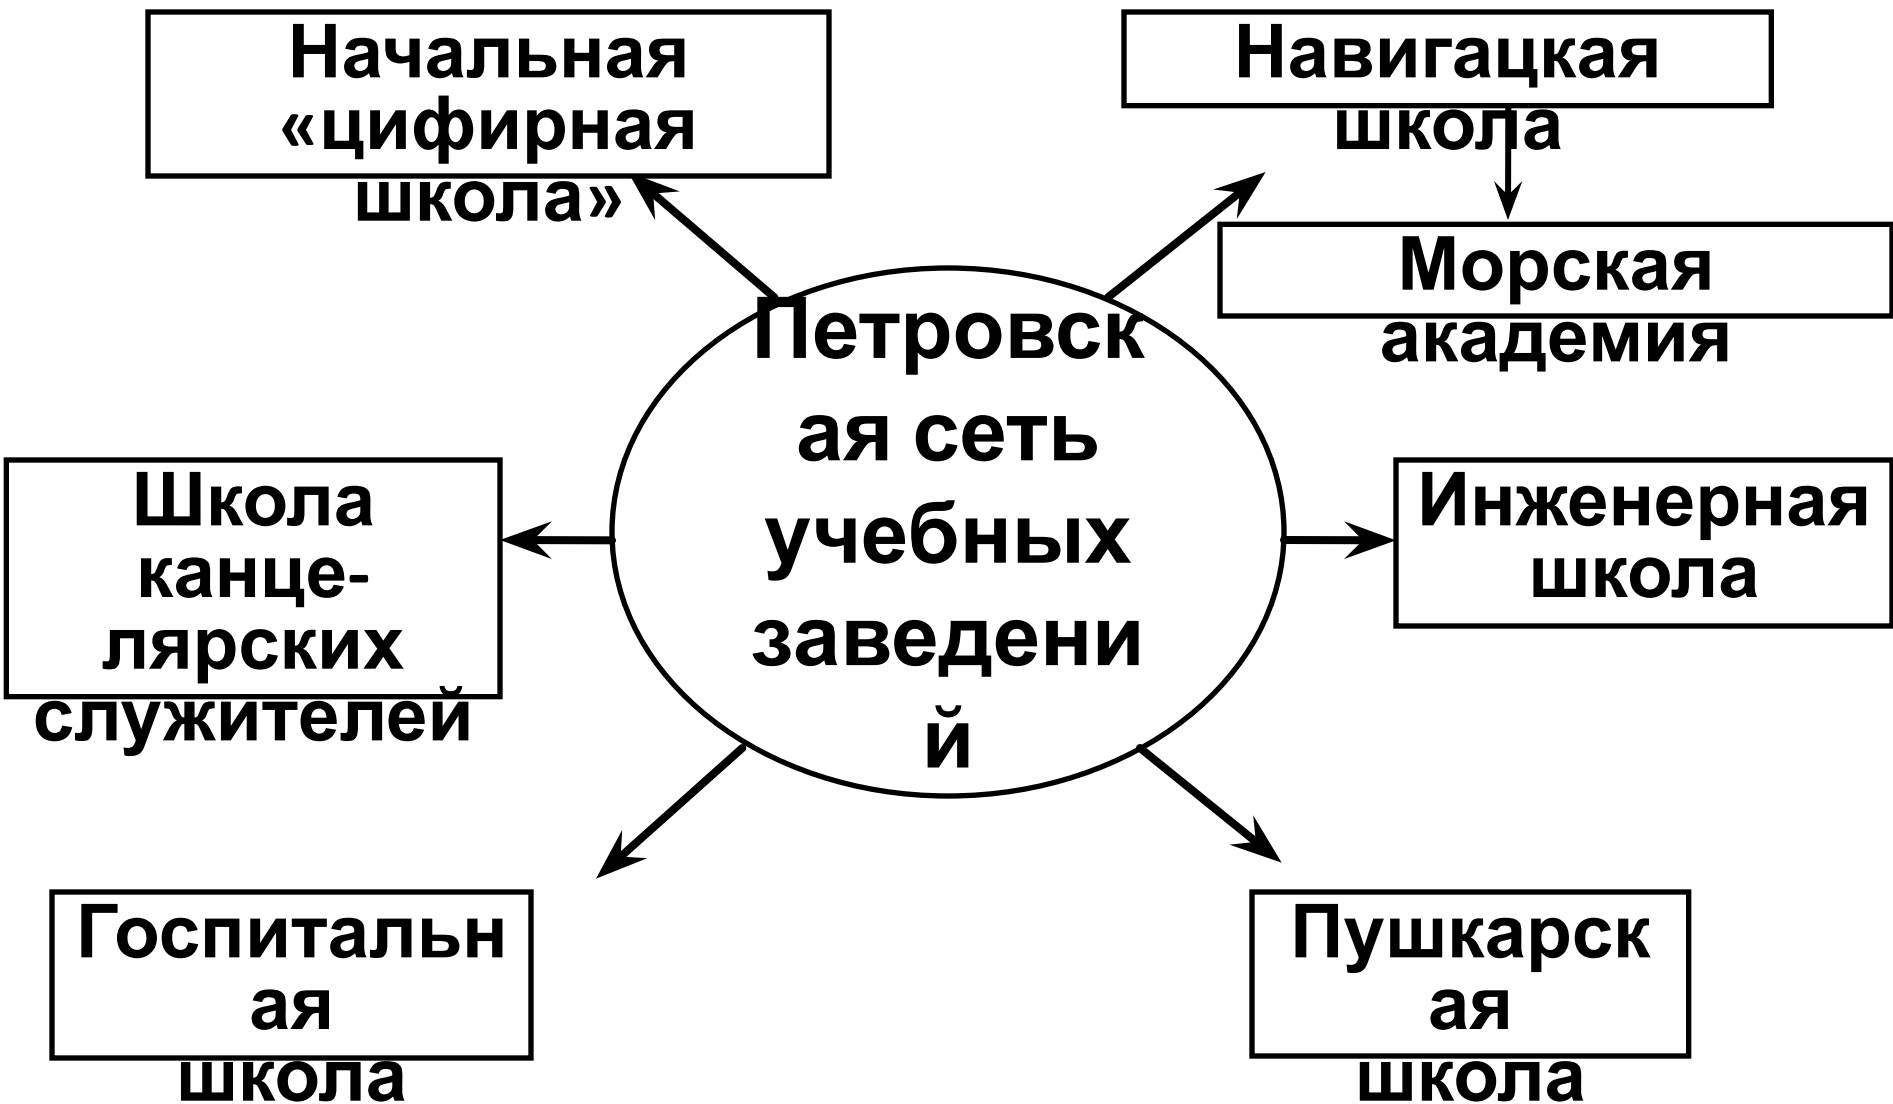 Начальная
«цифирная
школа»
Навигацкая
школа
Морская
академия
Петровск
ая сеть
учебных
заведени
й
Школа
канце-
лярских
служителей
Инженерная
школа
Госпитальн
ая
школа
Пушкарск
ая
школа